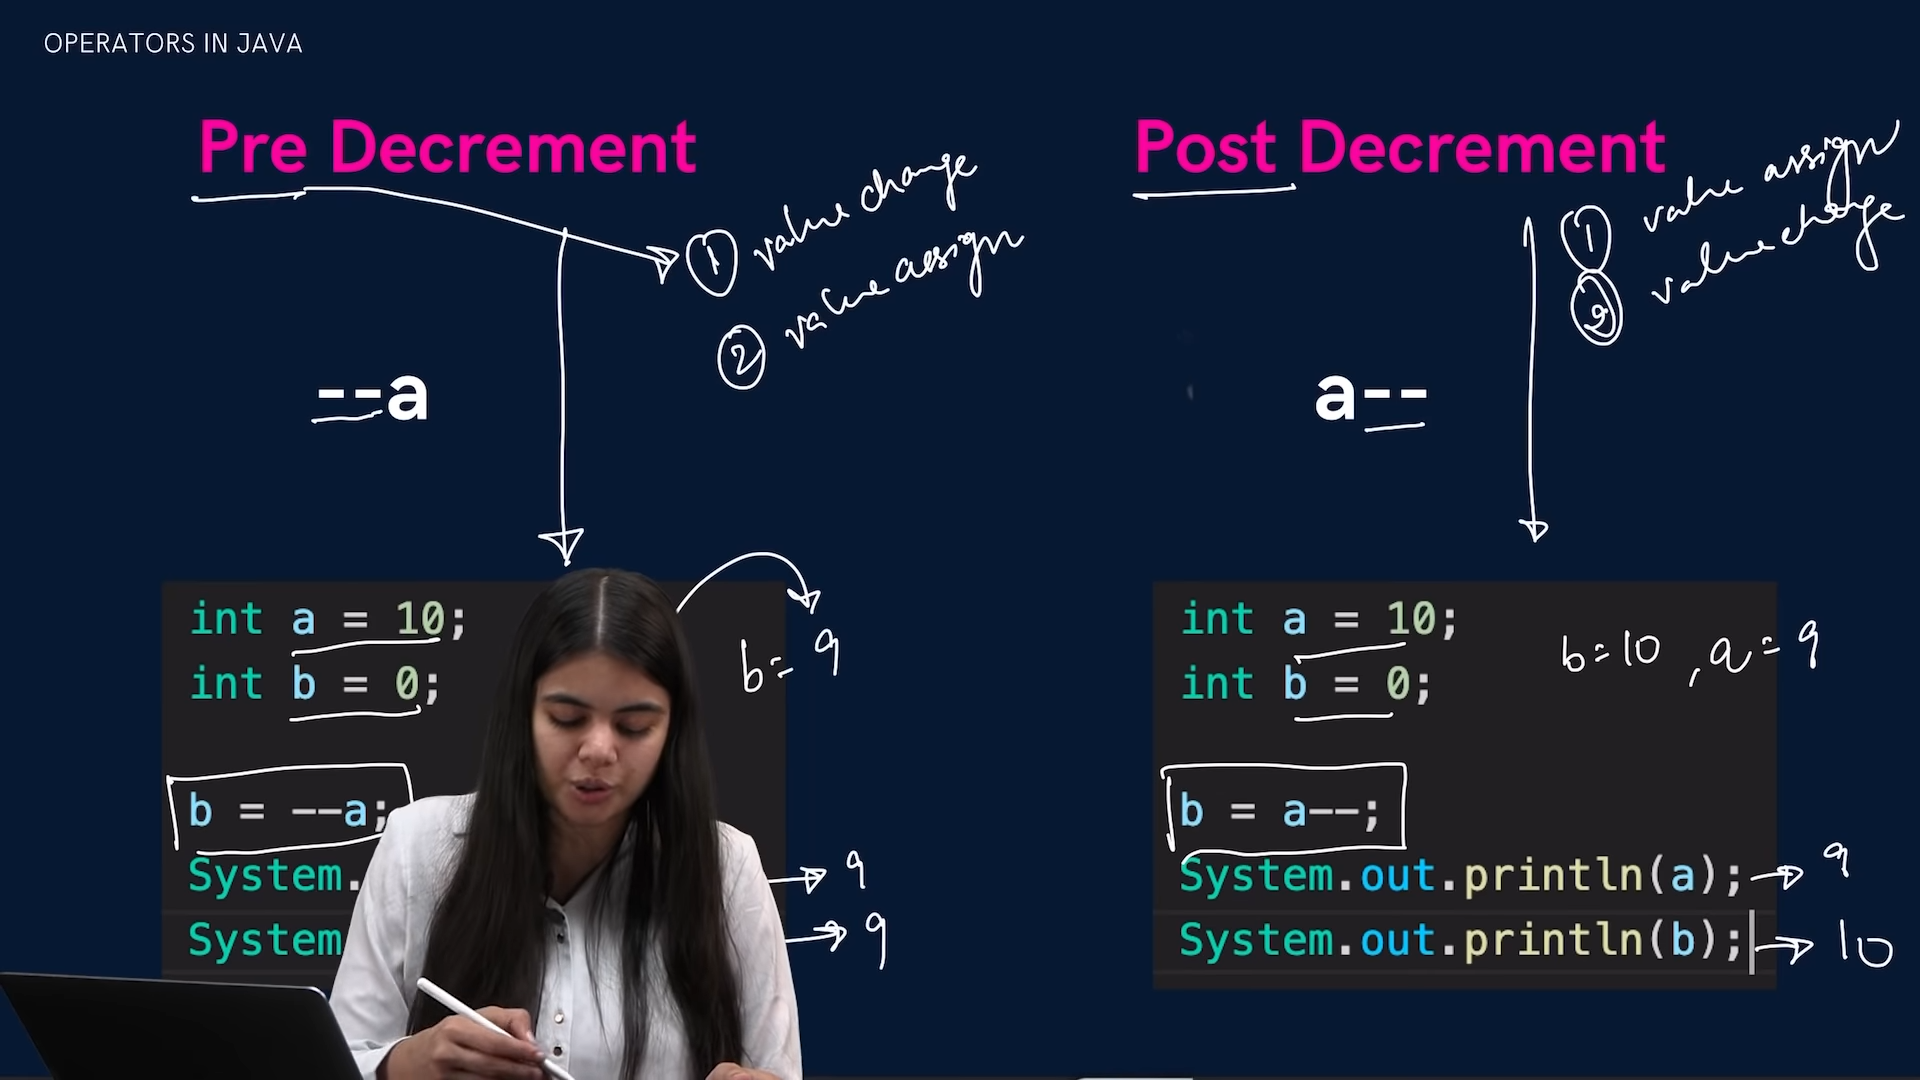 OPERATORS IN JAVA
Pre Decrement
① value change
② value assign
--a
int a = 10;
int b = 0;
b = 9
b = --a;
System.
→ 9
System
→ 9
Post Decrement
① value assign
② value change
a--
int a = 10;
int b = 0;
b = 10, a = 9
b = a--;
System.out.println(a); → 9
System.out.println(b); → 10